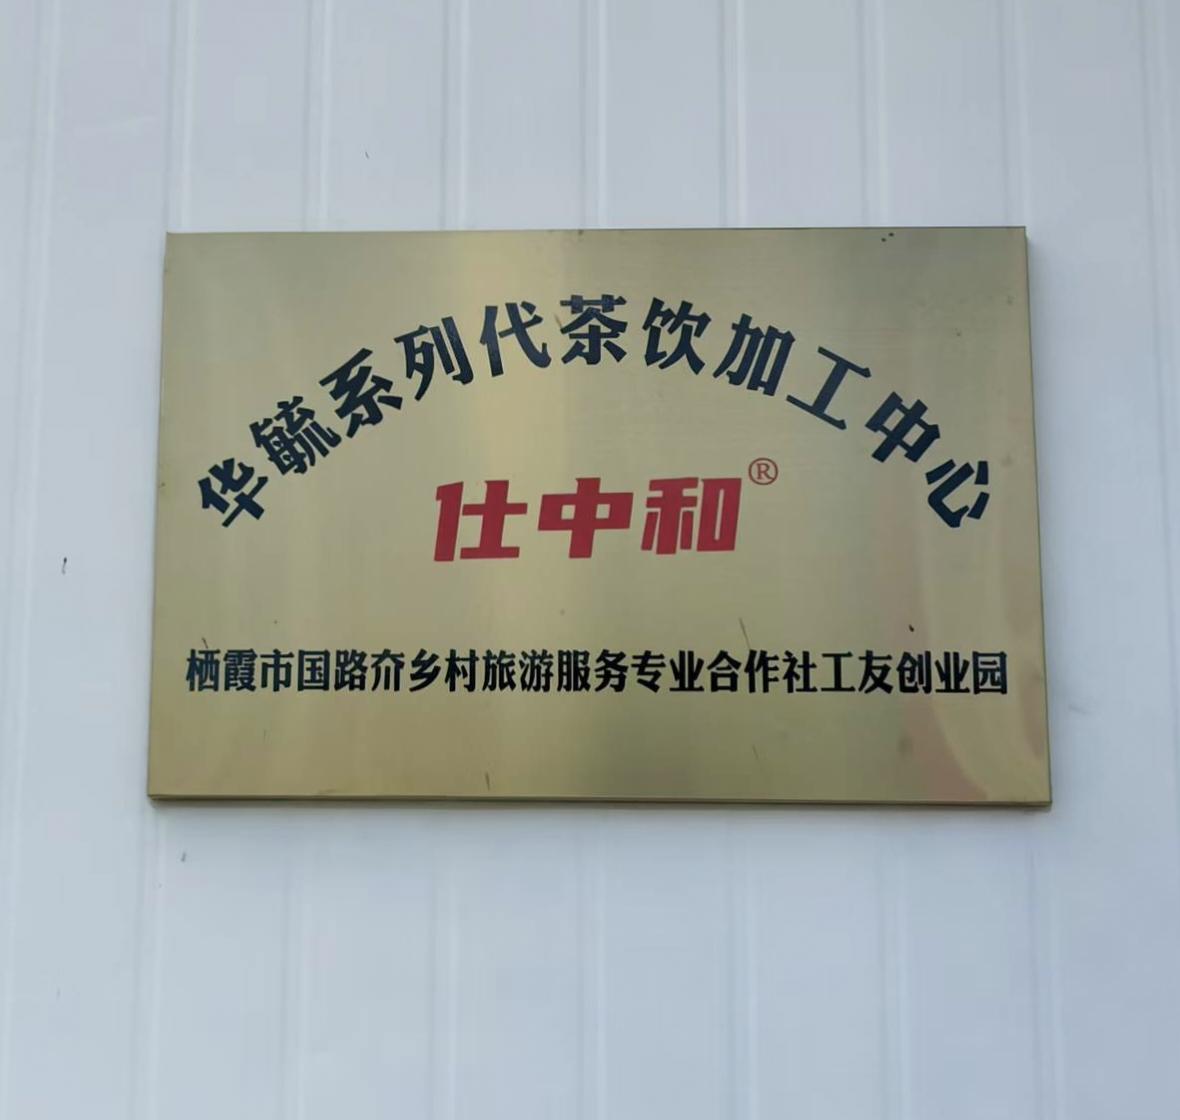 华毓系列代茶饮加工中心
仕中和®
栖霞市国路夼乡村旅游服务专业合作社工友创业园